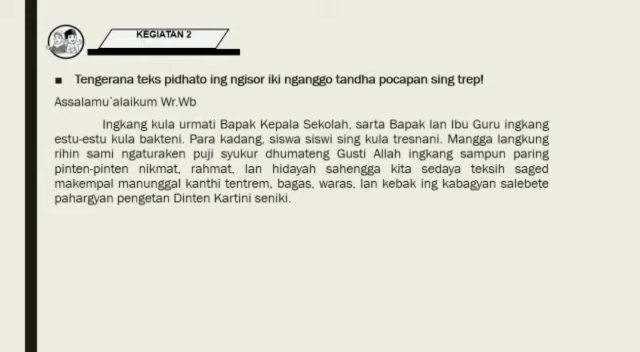 KEGIATAN 2
▪ Tengerana teks pidhato ing ngisor iki nganggo tandha pocapan sing trep!
Assalamu'alaikum Wr.Wb
Ingkang kula urmati Bapak Kepala Sekolah, sarta Bapak lan Ibu Guru ingkang
estu-estu kula bakteni. Para kadang, siswa siswi sing kula tresnani. Mangga langkung
rihin sami ngaturaken puji syukur dhumateng Gusti Allah ingkang sampun paring
pinten-pinten nikmat, rahmat, lan hidayah sahengga kita sedaya teksih saged
makempal manunggal kanthi tentrem, bagas, waras, lan kebak ing kabagyan salebete
pahargyan pengetan Dinten Kartini seniki.